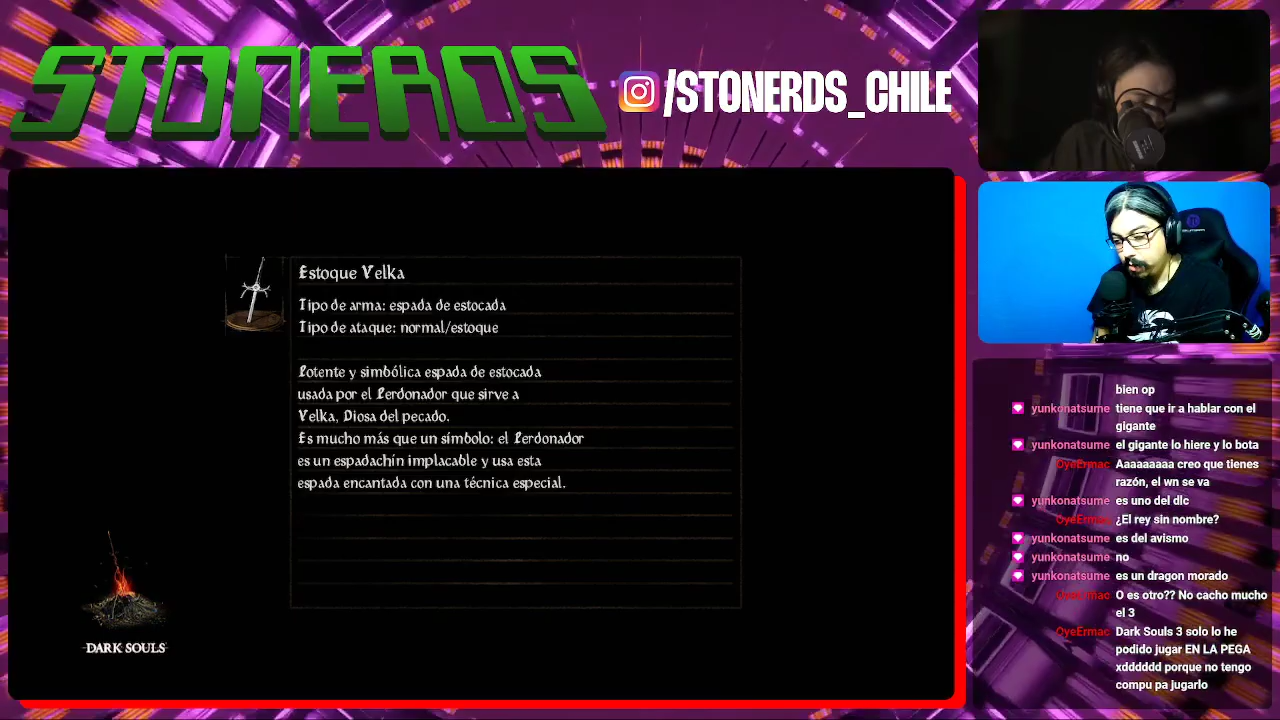 STONERDS
/STONERDS_CHILE
Estoque Velka
Tipo de arma: espada de estocada
Tipo de ataque: normal/estoque
Potente y simbólica espada de estocada
usada por el Perdonador que sirve a
Velka, Diosa del pecado.
Es mucho más que un símbolo: el Perdonador
es un espadachín implacable y usa esta
espada encantada con una técnica especial.
DARK SOULS
bien op
yunkonatsume tiene que ir a hablar con el
gigante
yunkonatsume el gigante lo hiere y lo bota
OyeErmac Aaaaaaaaa creo que tienes
razón, el wn se va
yunkonatsume es uno del dlc
OyeErmac ¿El rey sin nombre?
yunkonatsume es del avismo
yunkonatsume no
yunkonatsume es un dragon morado
OyeErmac O es otro?? No cacho mucho
el 3
OyeErmac Dark Souls 3 solo lo he
podido jugar EN LA PEGA
xdddddd porque no tengo
compu pa jugarlo